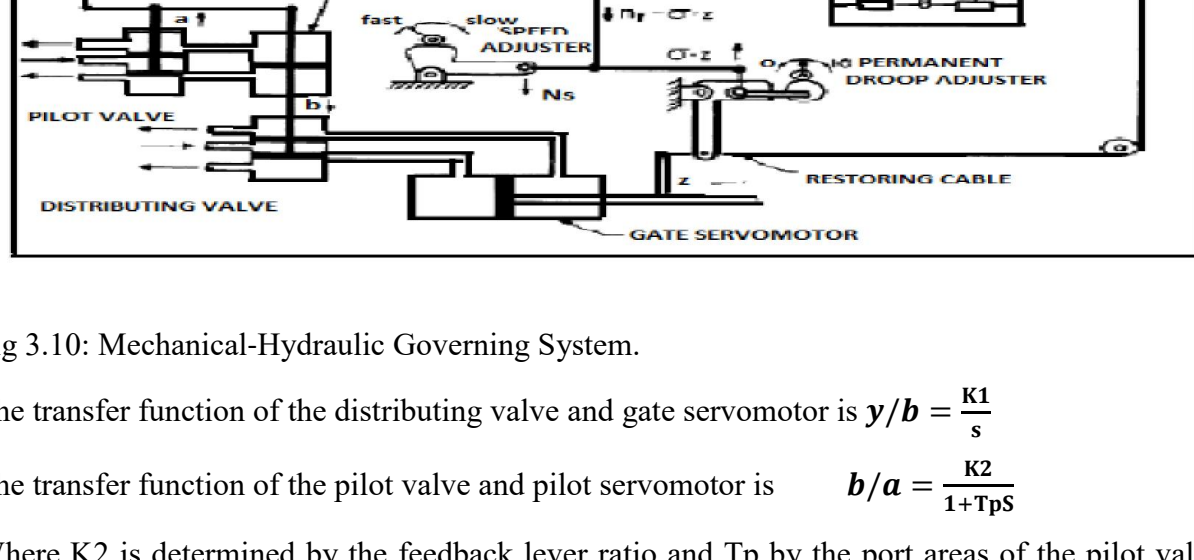 a
fast slow
SPEED
ADJUSTER
Ns
nr - σ-z
σ-z
PERMANENT
DROOP ADJUSTER
PILOT VALVE
b
DISTRIBUTING VALVE
z
RESTORING CABLE
GATE SERVOMOTOR
g 3.10: Mechanical-Hydraulic Governing System.
he transfer function of the distributing valve and gate servomotor is y/b = K1/s
he transfer function of the pilot valve and pilot servomotor is b/a = K2/1+TpS
here K2 is determined by the feedback lever ratio and Tp by the port areas of the pilot val